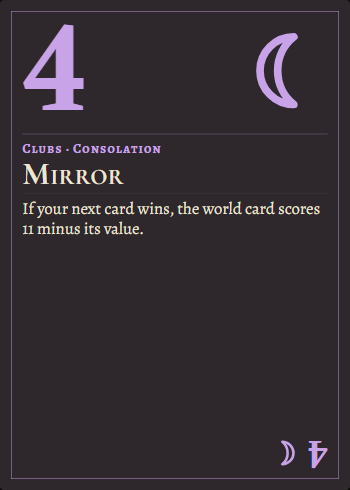 4
Clubs · Consolation
Mirror
If your next card wins, the world card scores
11 minus its value.
4